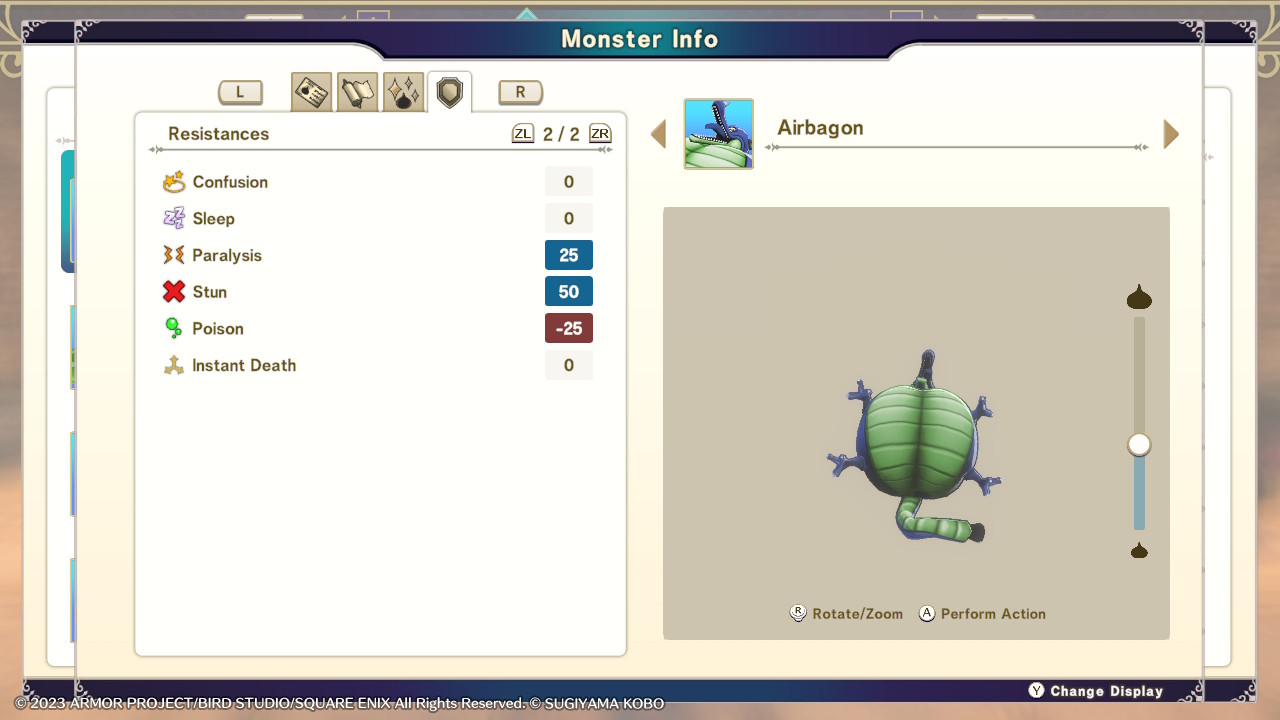 Monster Info
L
R
Resistances
ZL 2 / 2 ZR
Airbagon
Confusion 0
Sleep 0
Paralysis 25
Stun 50
Poison -25
Instant Death 0
R Rotate/Zoom A Perform Action
Y Change Display
© 2023 ARMOR PROJECT/BIRD STUDIO/SQUARE ENIX All Rights Reserved. © SUGIYAMA KOBO